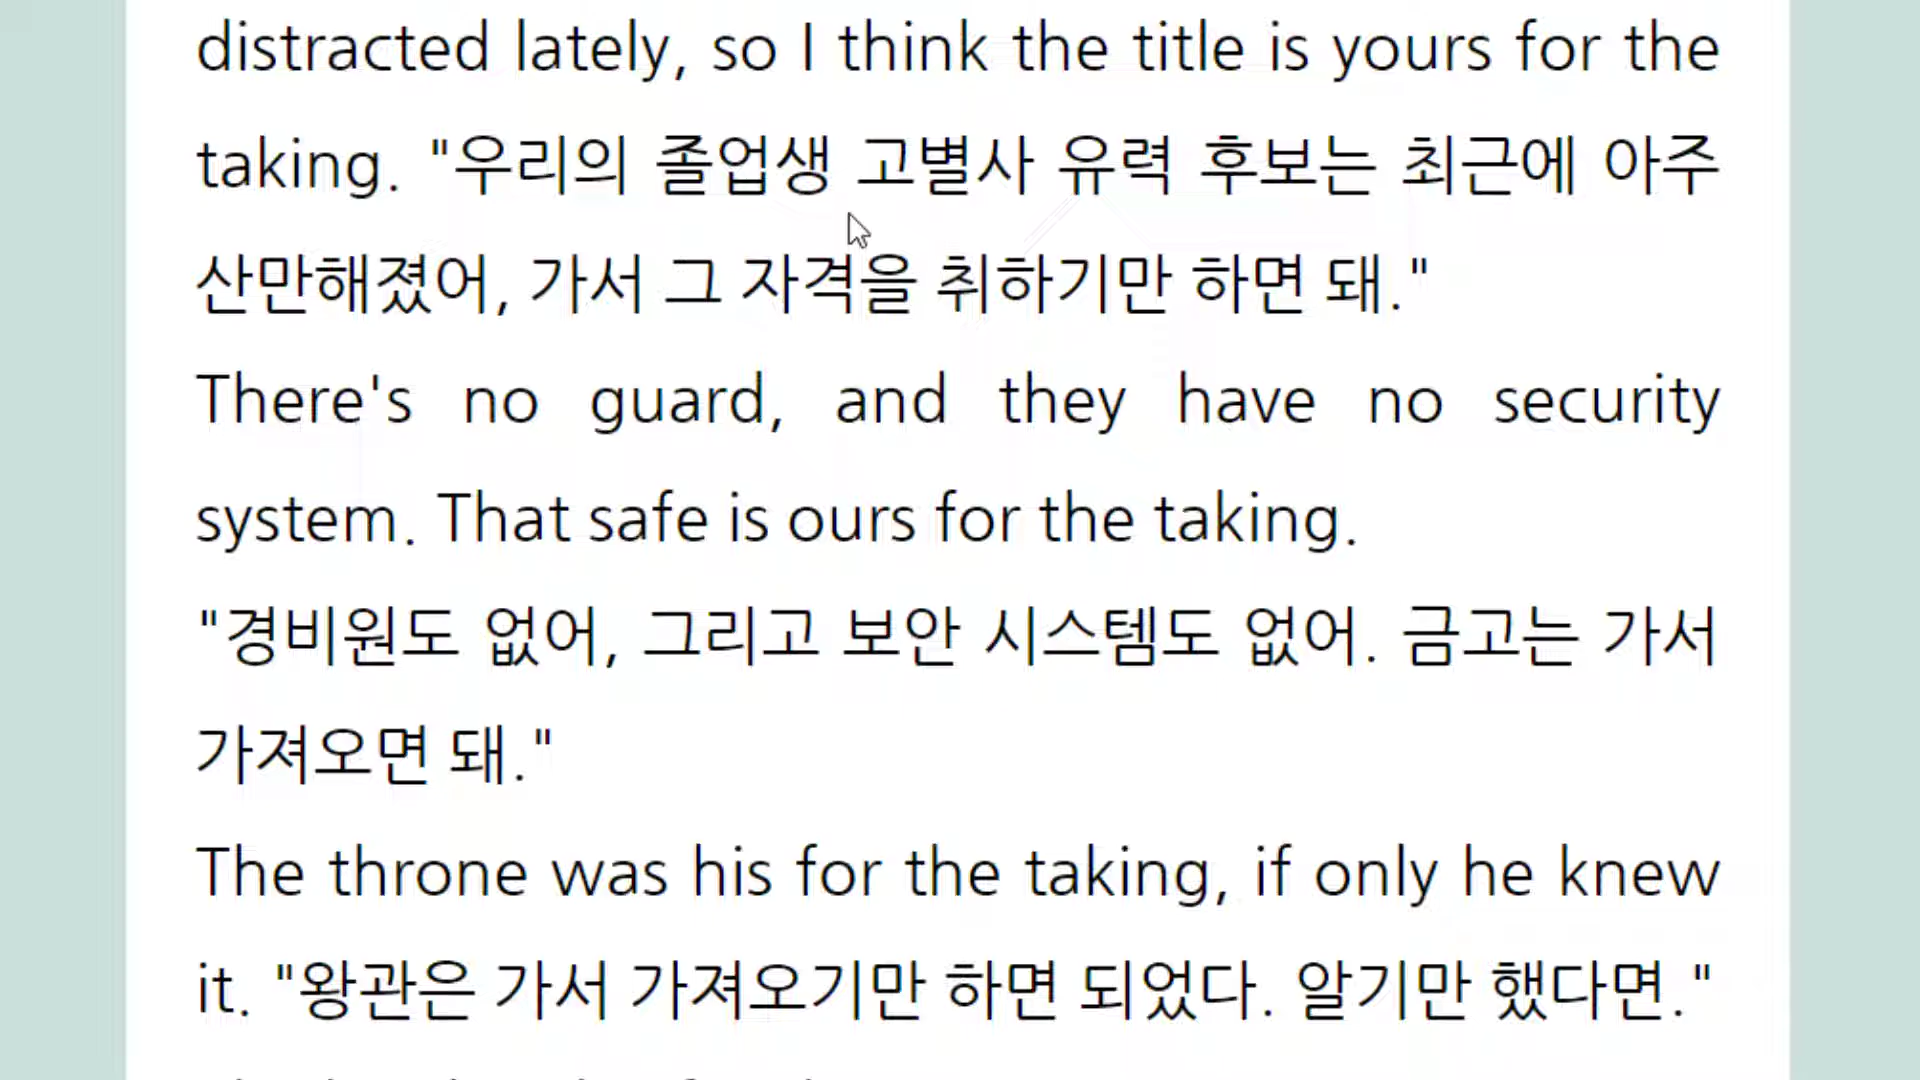 distracted lately, so I think the title is yours for the
taking. "우리의 졸업생 고별사 유력 후보는 최근에 아주
산만해졌어, 가서 그 자격을 취하기만 하면 돼."
There's no guard, and they have no security
system. That safe is ours for the taking.
"경비원도 없어, 그리고 보안 시스템도 없어. 금고는 가서
가져오면 돼."
The throne was his for the taking, if only he knew
it. "왕관은 가서 가져오기만 하면 되었다. 알기만 했다면."